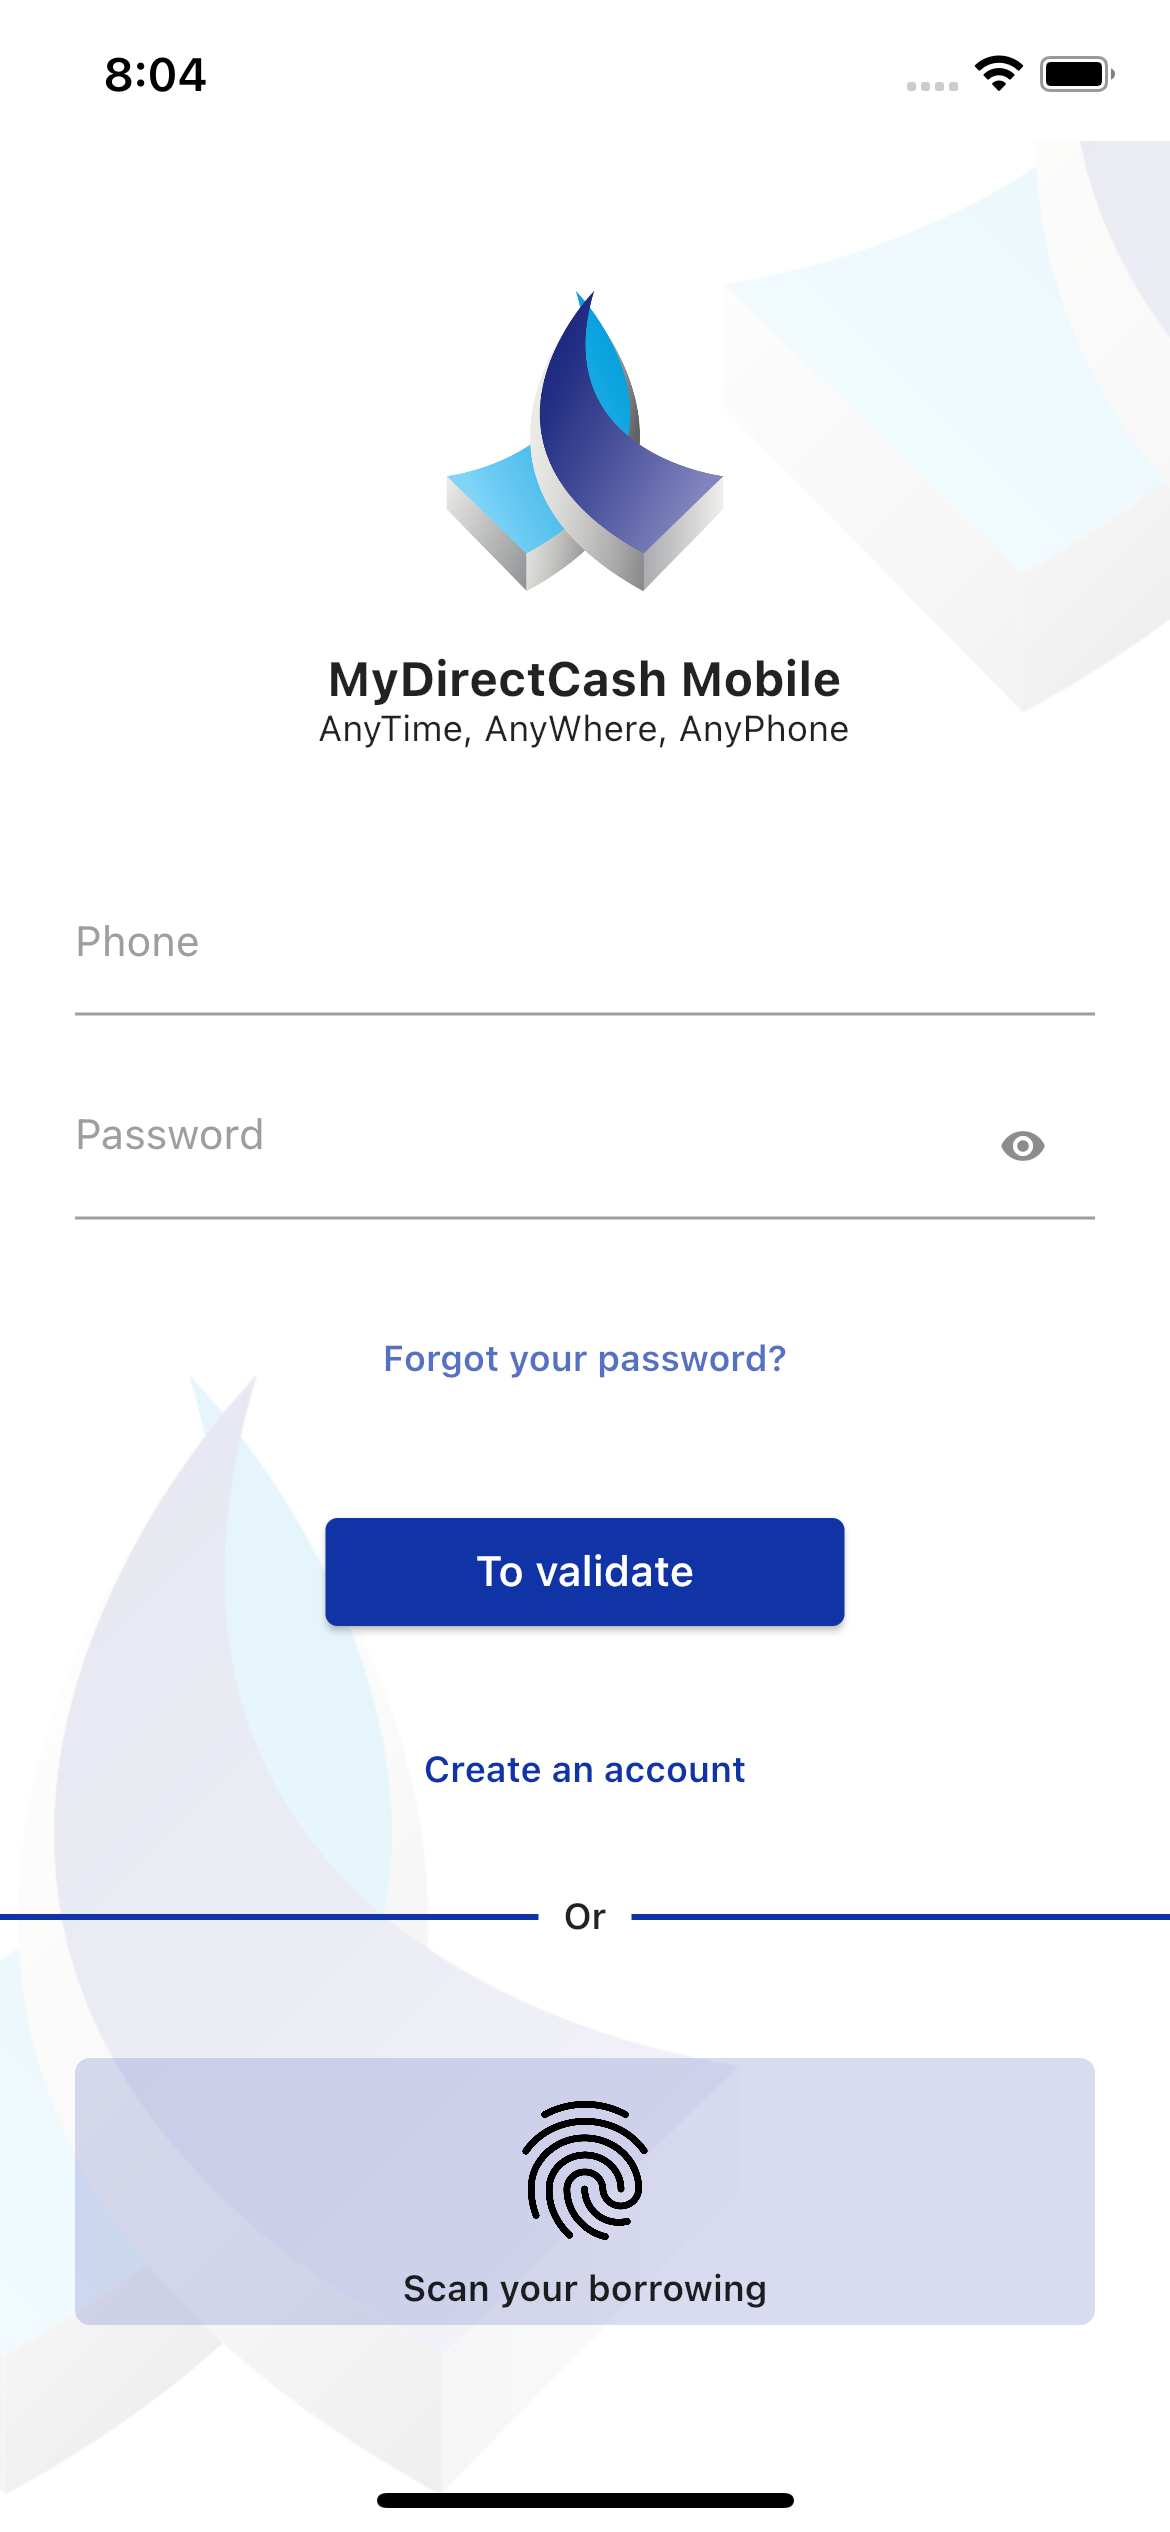 8:04
MyDirectCash Mobile
AnyTime, AnyWhere, AnyPhone
Phone
Password
Forgot your password?
To validate
Create an account
Or
Scan your borrowing